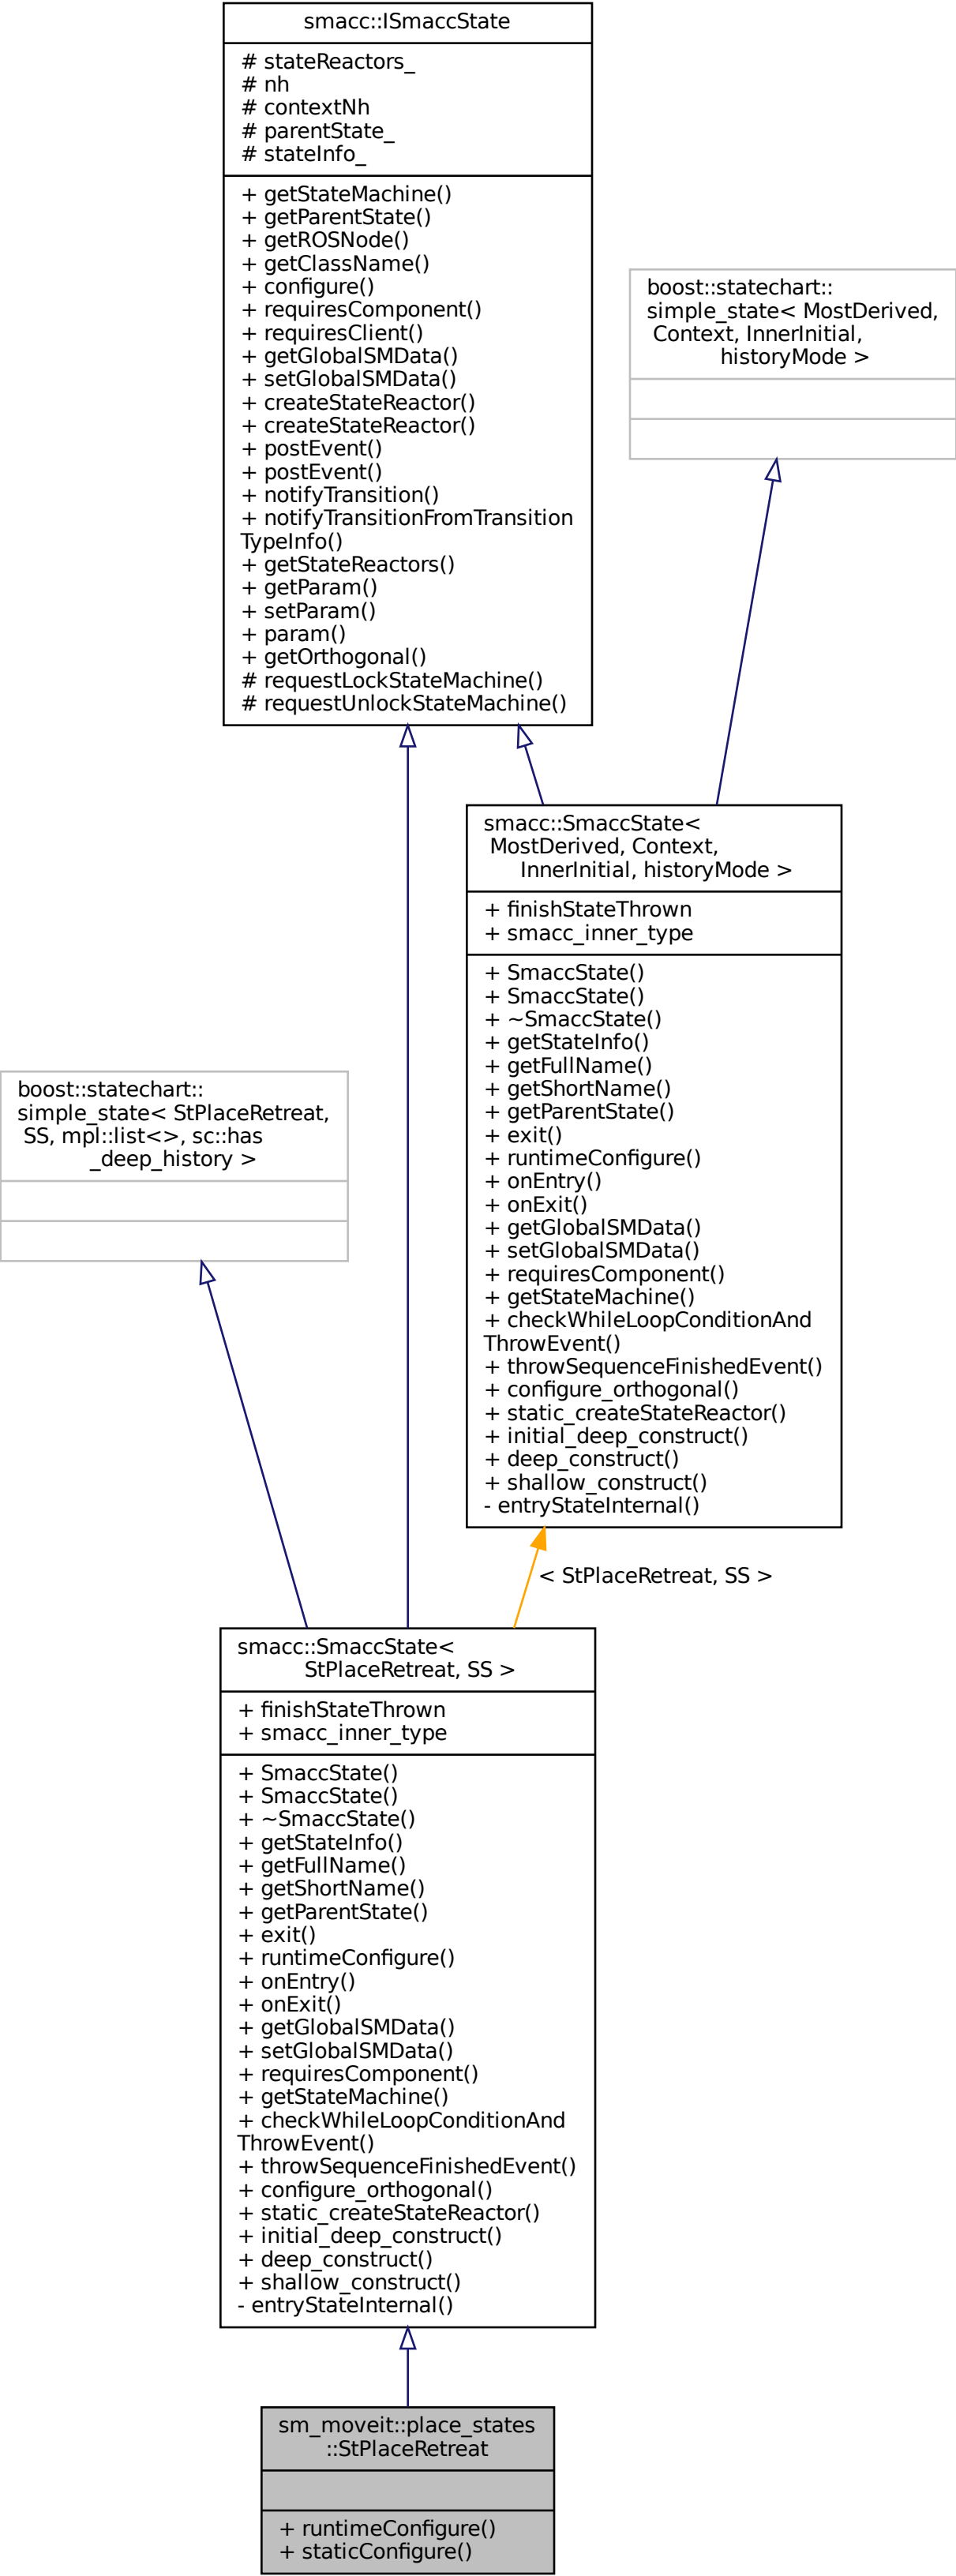 smacc::ISmaccState
# stateReactors_
# nh
# contextNh
# parentState_
# stateInfo_
+ getStateMachine()
+ getParentState()
+ getROSNode()
+ getClassName()
+ configure()
+ requiresComponent()
+ requiresClient()
+ getGlobalSMData()
+ setGlobalSMData()
+ createStateReactor()
+ createStateReactor()
+ postEvent()
+ postEvent()
+ notifyTransition()
+ notifyTransitionFromTransition
TypeInfo()
+ getStateReactors()
+ getParam()
+ setParam()
+ param()
+ getOrthogonal()
# requestLockStateMachine()
# requestUnlockStateMachine()
boost::statechart::
simple_state< MostDerived,
Context, InnerInitial,
historyMode >
smacc::SmaccState<
MostDerived, Context,
InnerInitial, historyMode >
+ finishStateThrown
+ smacc_inner_type
+ SmaccState()
+ SmaccState()
+ ~SmaccState()
+ getStateInfo()
+ getFullName()
+ getShortName()
+ getParentState()
+ exit()
+ runtimeConfigure()
+ onEntry()
+ onExit()
+ getGlobalSMData()
+ setGlobalSMData()
+ requiresComponent()
+ getStateMachine()
+ checkWhileLoopConditionAnd
ThrowEvent()
+ throwSequenceFinishedEvent()
+ configure_orthogonal()
+ static_createStateReactor()
+ initial_deep_construct()
+ deep_construct()
+ shallow_construct()
- entryStateInternal()
boost::statechart::
simple_state< StPlaceRetreat,
SS, mpl::list<>, sc::has
_deep_history >
< StPlaceRetreat, SS >
smacc::SmaccState<
StPlaceRetreat, SS >
+ finishStateThrown
+ smacc_inner_type
+ SmaccState()
+ SmaccState()
+ ~SmaccState()
+ getStateInfo()
+ getFullName()
+ getShortName()
+ getParentState()
+ exit()
+ runtimeConfigure()
+ onEntry()
+ onExit()
+ getGlobalSMData()
+ setGlobalSMData()
+ requiresComponent()
+ getStateMachine()
+ checkWhileLoopConditionAnd
ThrowEvent()
+ throwSequenceFinishedEvent()
+ configure_orthogonal()
+ static_createStateReactor()
+ initial_deep_construct()
+ deep_construct()
+ shallow_construct()
- entryStateInternal()
sm_moveit::place_states
::StPlaceRetreat
+ runtimeConfigure()
+ staticConfigure()